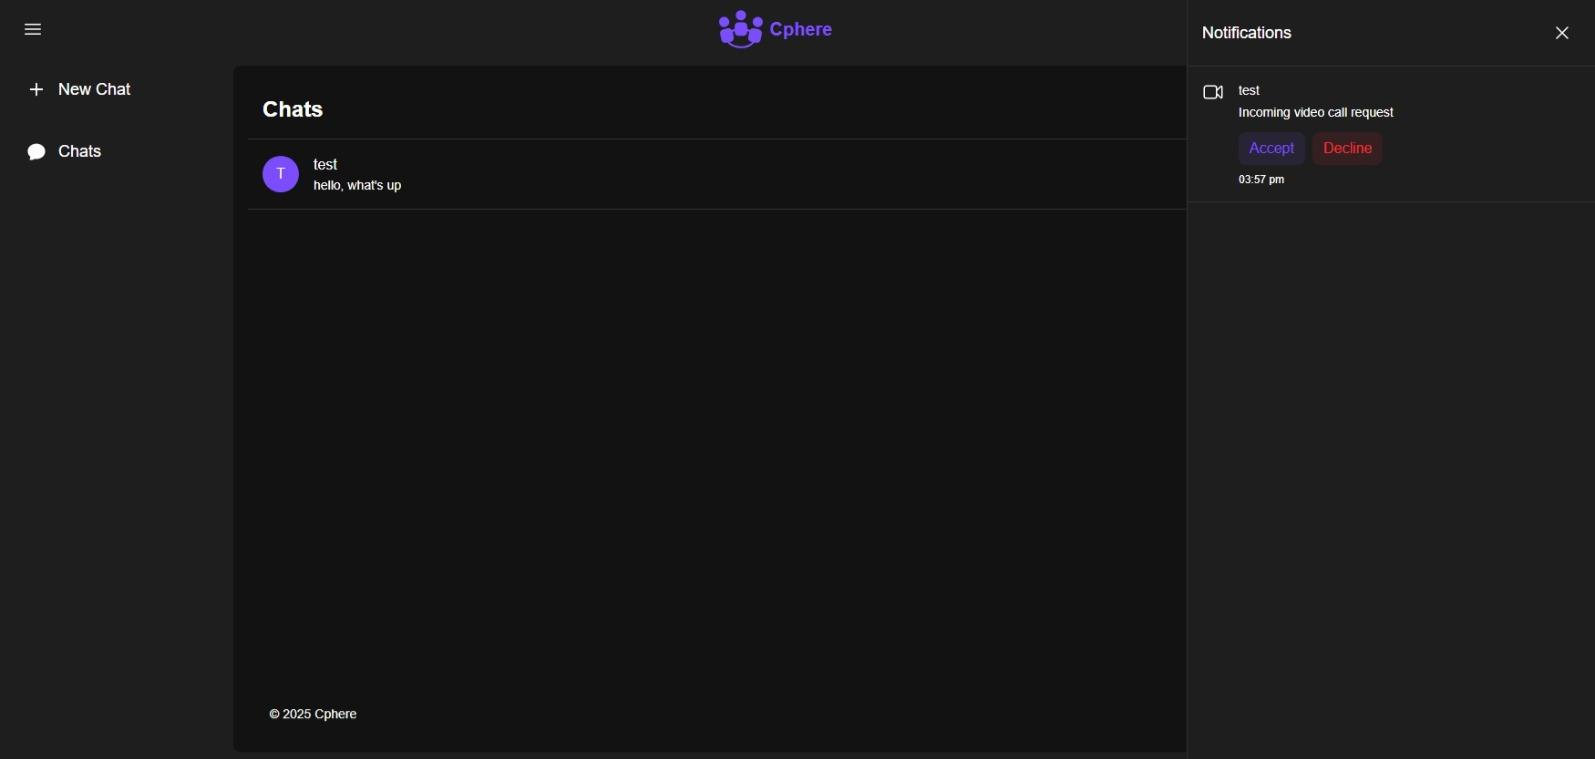 Cphere
New Chat
Chats
Chats
T
test
hello, what's up
© 2025 Cphere
Notifications
test
Incoming video call request
Accept
Decline
03:57 pm